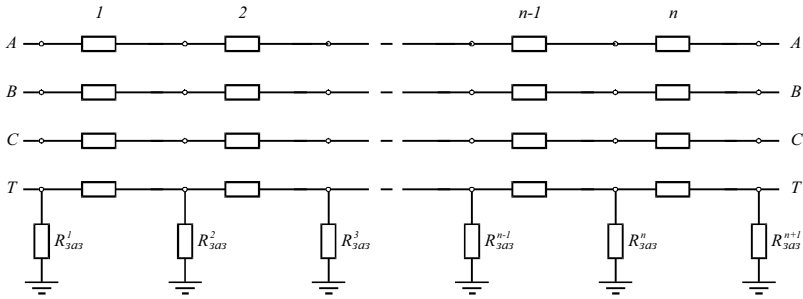 1 2 n-1 n
A A
B B
C C
T T
R¹заз R²заз R³заз Rⁿ⁻¹заз Rⁿзаз Rⁿ⁺¹заз